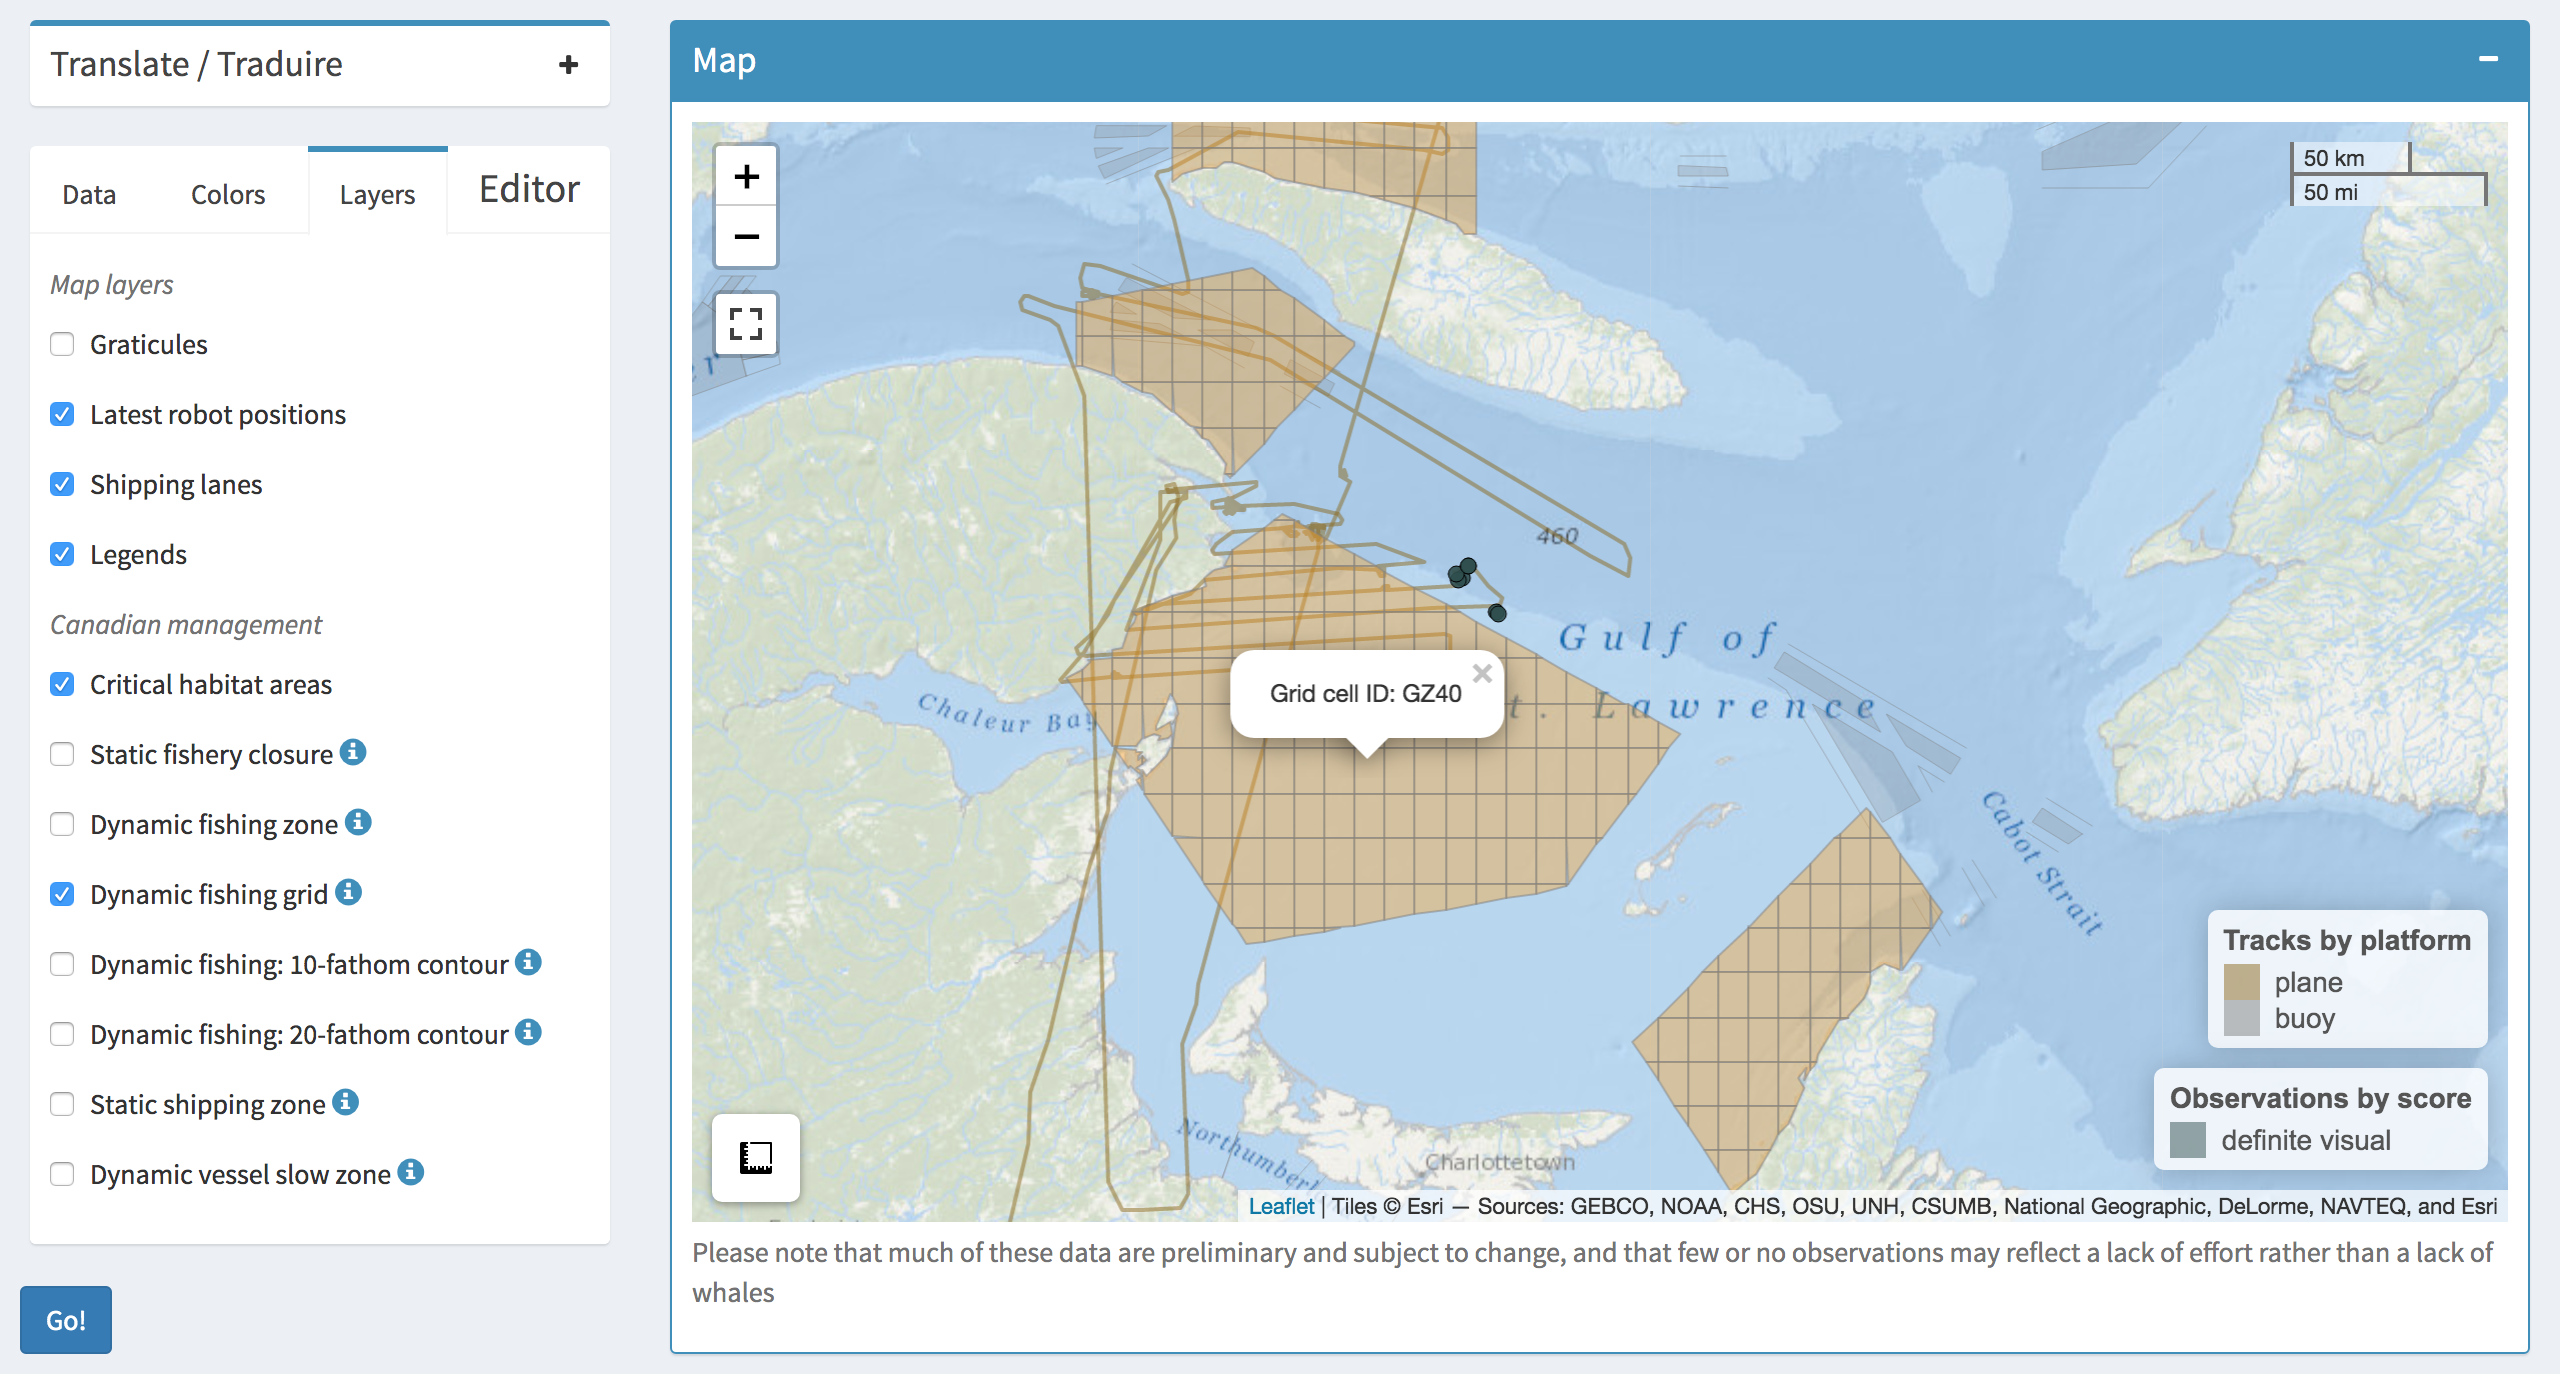 Translate / Traduire
Data
Colors
Layers
Editor
Map layers
Graticules
Latest robot positions
Shipping lanes
Legends
Canadian management
Critical habitat areas
Static fishery closure
Dynamic fishing zone
Dynamic fishing grid
Dynamic fishing: 10-fathom contour
Dynamic fishing: 20-fathom contour
Static shipping zone
Dynamic vessel slow zone
Go!
Map
50 km
50 mi
460
Gulf of
t. Lawrence
Grid cell ID: GZ40
Chaleur Bay
Cabot Strait
Tracks by platform
plane
buoy
Observations by score
definite visual
Northumberl
Charlottetown
Leaflet | Tiles © Esri — Sources: GEBCO, NOAA, CHS, OSU, UNH, CSUMB, National Geographic, DeLorme, NAVTEQ, and Esri
Please note that much of these data are preliminary and subject to change, and that few or no observations may reflect a lack of effort rather than a lack of
whales